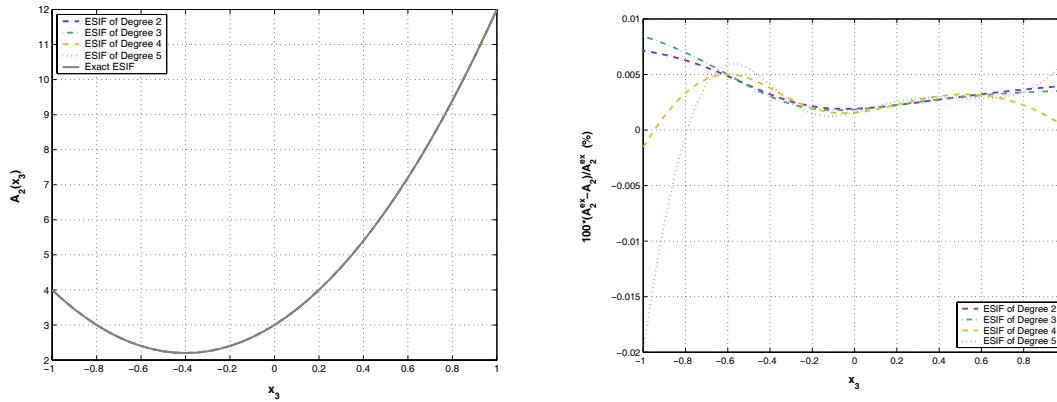 12
11
10
9
8
7
6
5
4
3
2
A2(x3)
ESIF of Degree 2
ESIF of Degree 3
ESIF of Degree 4
ESIF of Degree 5
Exact ESIF
−1 −0.8 −0.6 −0.4 −0.2 0 0.2 0.4 0.6 0.8 1
x3
0.01
0.005
0
−0.005
−0.01
−0.015
−0.02
100*(A2^ex−A2)/A2^ex (%)
ESIF of Degree 2
ESIF of Degree 3
ESIF of Degree 4
ESIF of Degree 5
−1 −0.8 −0.6 −0.4 −0.2 0 0.2 0.4 0.6 0.8
x3